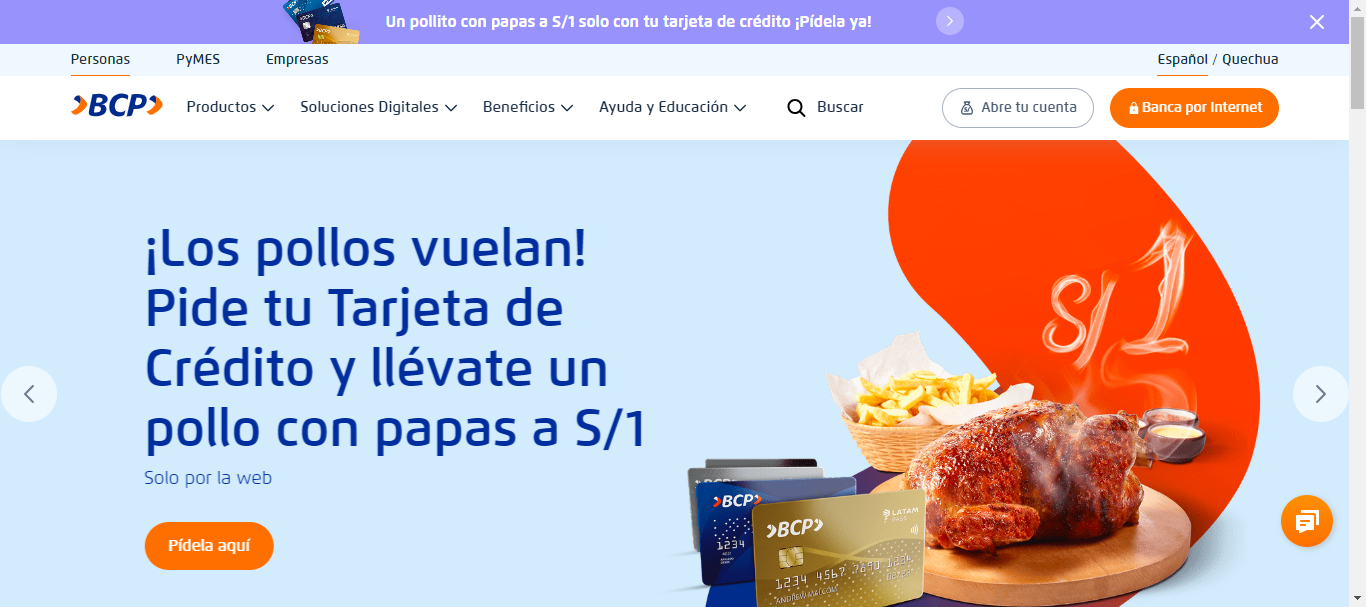 Un pollito con papas a S/1 solo con tu tarjeta de crédito ¡Pídela ya!
Personas PyMES Empresas Español / Quechua
BCP Productos Soluciones Digitales Beneficios Ayuda y Educación Buscar Abre tu cuenta Banca por Internet
¡Los pollos vuelan!
Pide tu Tarjeta de
Crédito y llévate un
pollo con papas a S/1
Solo por la web
Pídela aquí
S/1
BCP
1234
BCP
LATAM
PASS
1234 4567 7890 1234